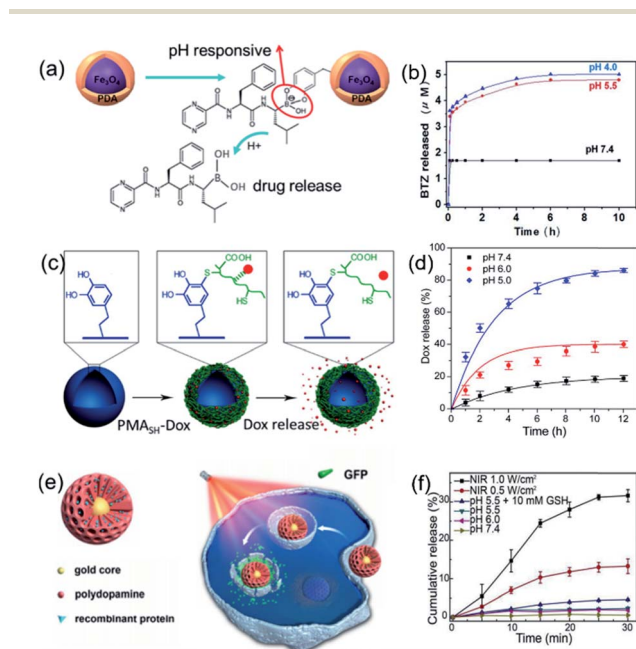 (a)
pH responsive
Fe₃O₄
PDA
Fe₃O₄
PDA
O
H
N
N
N
H
O
B
O
O
OH
H+
OH
B
OH
drug release
(b)
BTZ released (μM)
5
4
3
2
1
0
pH 4.0
pH 5.5
pH 7.4
0 2 4 6 8 10
Time (h)
(c)
HO
HO
HO
HO
S
COOH
SH
HO
HO
S
COOH
SH
PMA_SH-Dox
Dox release
(d)
Dox release (%)
100
80
60
40
20
0
pH 7.4
pH 6.0
pH 5.0
0 2 4 6 8 10 12
Time (h)
(e)
GFP
gold core
polydopamine
recombinant protein
(f)
Cumulative release (%)
30
20
10
0
NIR 1.0 W/cm²
NIR 0.5 W/cm²
pH 5.5 + 10 mM GSH
pH 5.5
pH 6.0
pH 7.4
0 10 20 30
Time (min)